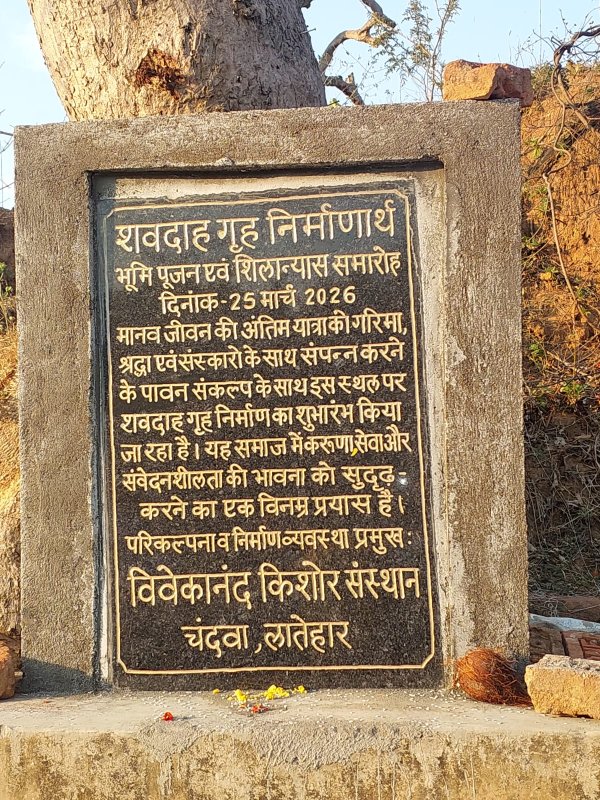 शवदाह गृह निर्माणार्थ
भूमि पूजन एवं शिलान्यास समारोह
दिनांक-25 मार्च 2026
मानव जीवन की अंतिम यात्रा की गरिमा,
श्रद्धा एवं संस्कारो के साथ संपन्न करने
के पावन संकल्प के साथ इस स्थल पर
शवदाह गृह निर्माण का शुभारंभ किया
जा रहा है। यह समाज में करूणा,सेवा और
संवेदनशीलता की भावना को सुदृढ़-
करने का एक विनम्र प्रयास है।
परिकल्पना व निर्माण व्यवस्था प्रमुख:
विवेकानंद किशोर संस्थान
चंदवा,लातेहार